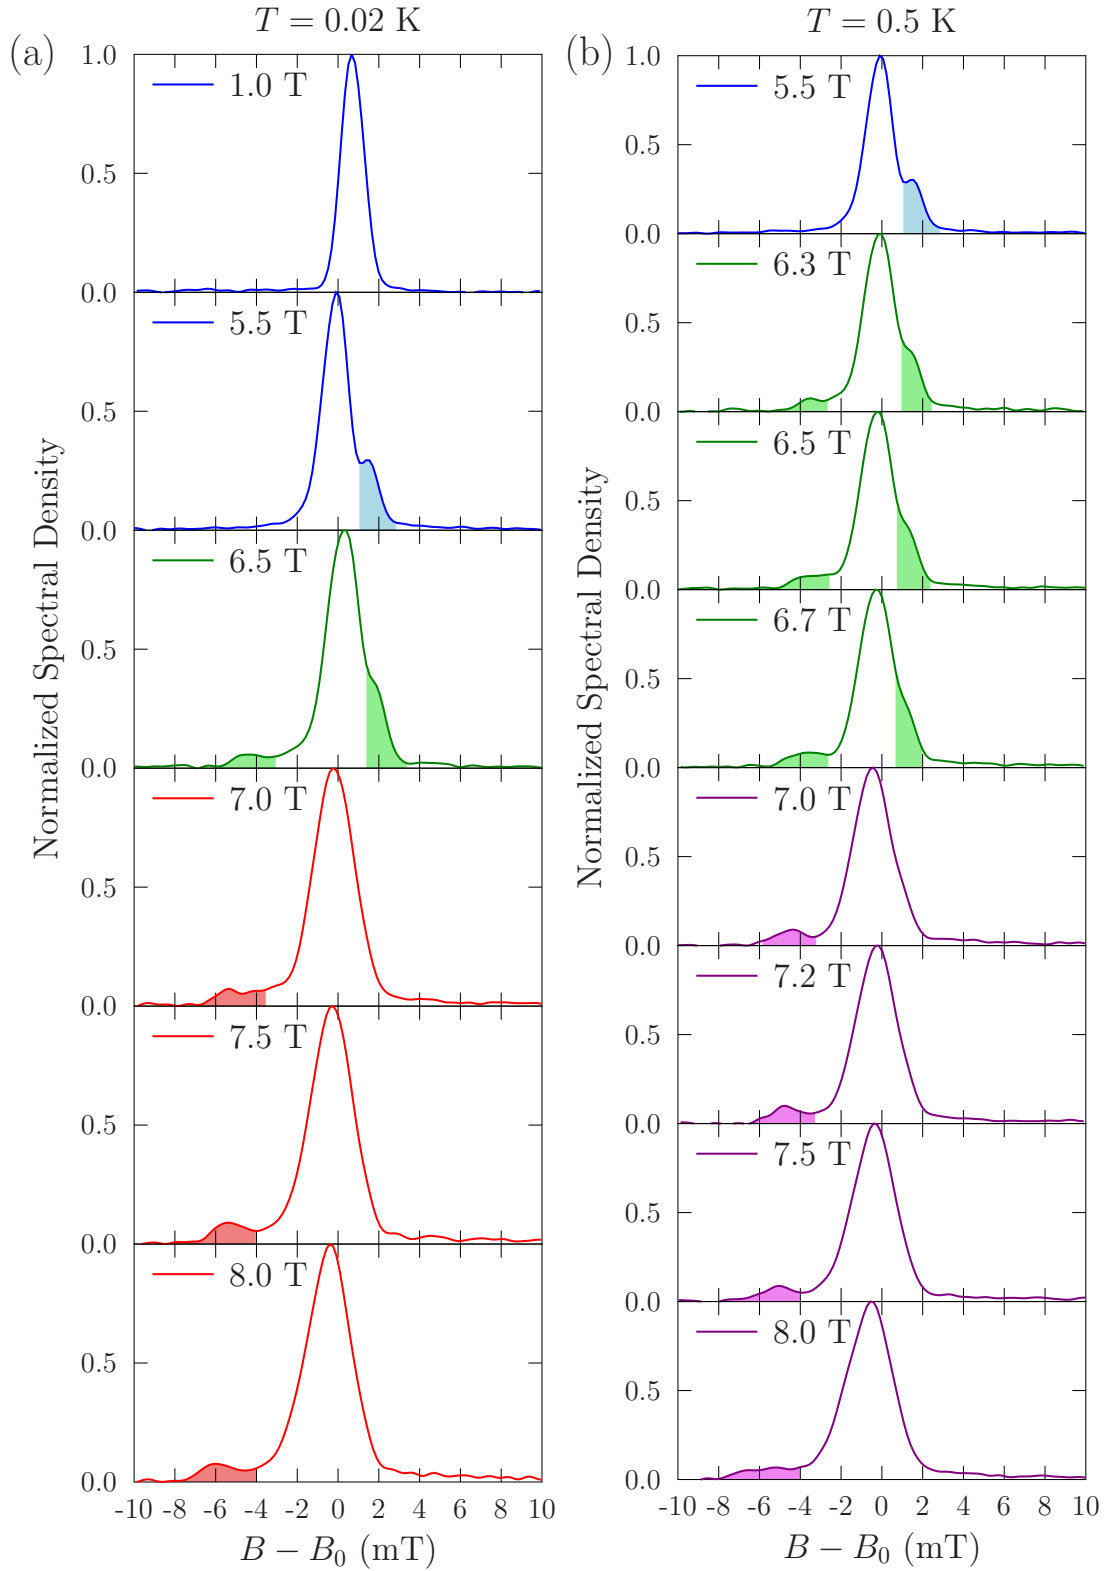 T = 0.02 K
(a)
1.0
0.5
0.0
0.5
0.0
0.5
0.0
0.5
0.0
0.5
0.0
0.5
0.0
1.0 T
5.5 T
6.5 T
7.0 T
7.5 T
8.0 T
Normalized Spectral Density
-10 -8 -6 -4 -2 0 2 4 6 8 10
B − B₀ (mT)
T = 0.5 K
(b)
1.0
0.5
0.0
0.5
0.0
0.5
0.0
0.5
0.0
0.5
0.0
0.5
0.0
0.5
0.0
0.5
0.0
5.5 T
6.3 T
6.5 T
6.7 T
7.0 T
7.2 T
7.5 T
8.0 T
Normalized Spectral Density
-10 -8 -6 -4 -2 0 2 4 6 8 10
B − B₀ (mT)